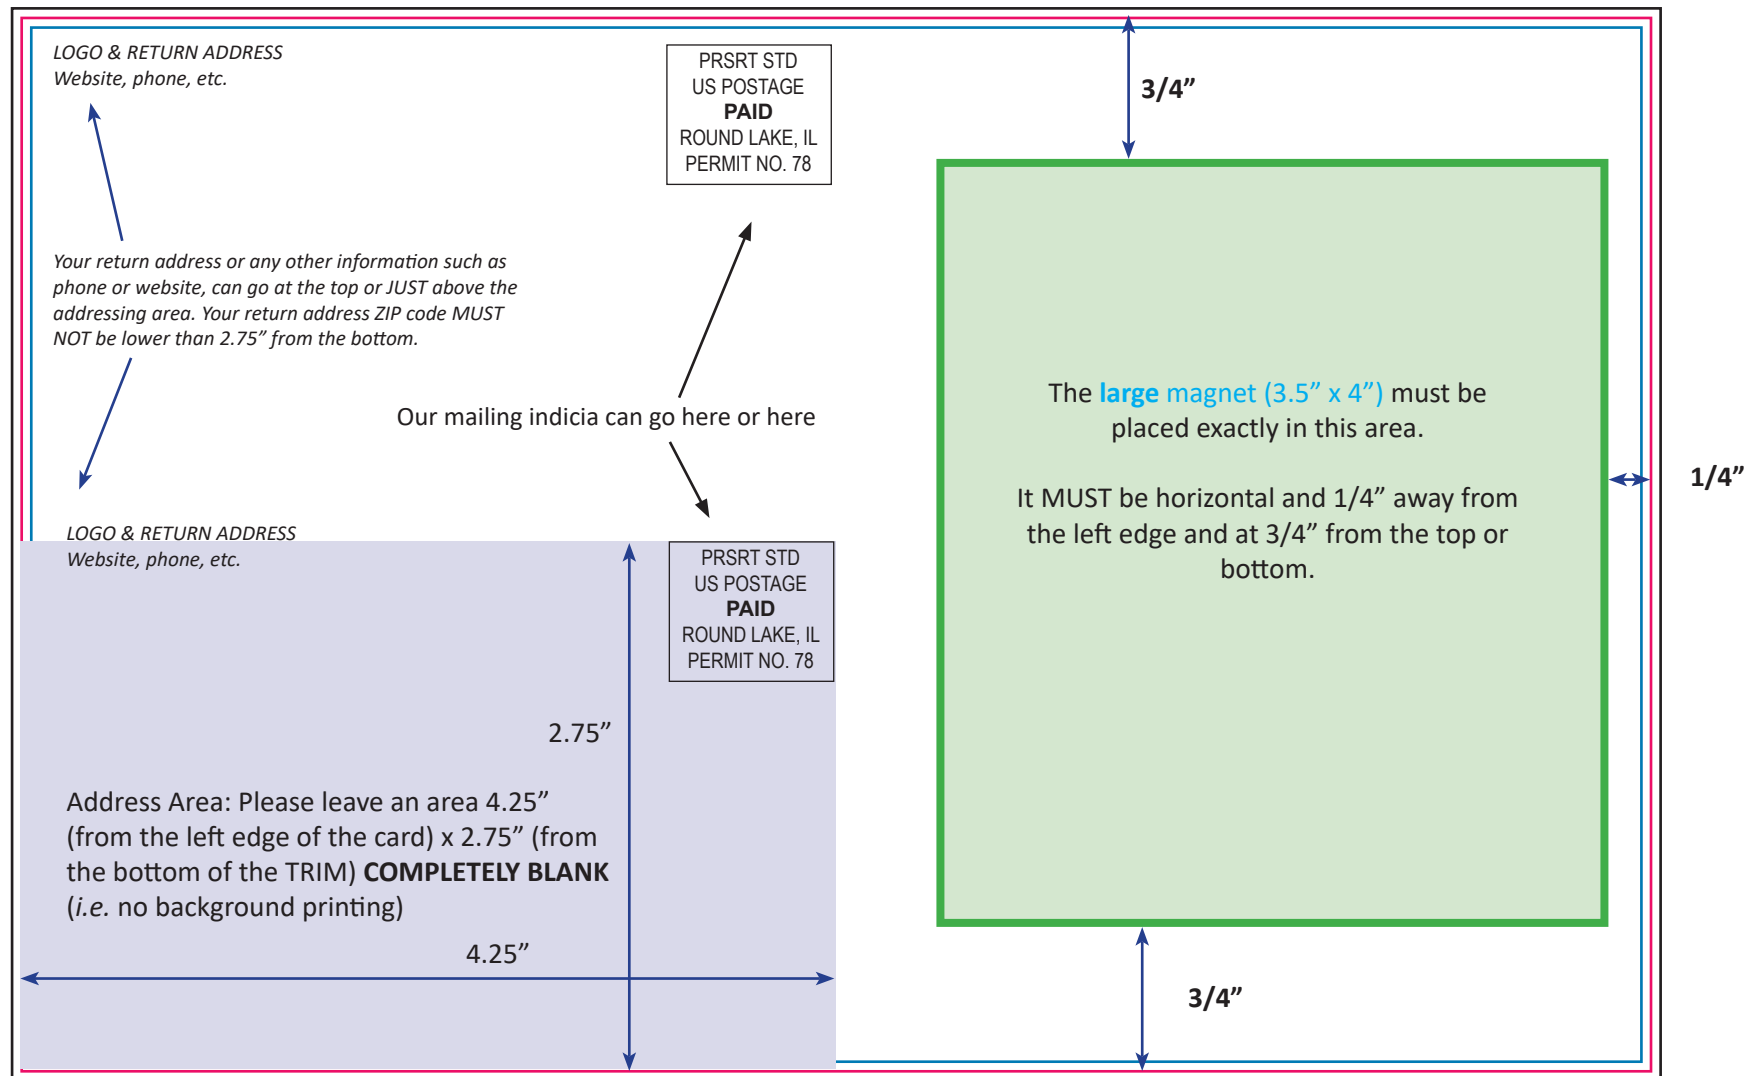 LOGO & RETURN ADDRESS
Website, phone, etc.
PRSRT STD
US POSTAGE
PAID
ROUND LAKE, IL
PERMIT NO. 78
3/4”
Your return address or any other information such as
phone or website, can go at the top or JUST above the
addressing area. Your return address ZIP code MUST
NOT be lower than 2.75” from the bottom.
Our mailing indicia can go here or here
The large magnet (3.5” x 4”) must be
placed exactly in this area.
It MUST be horizontal and 1/4” away from
the left edge and at 3/4” from the top or
bottom.
1/4”
LOGO & RETURN ADDRESS
Website, phone, etc.
PRSRT STD
US POSTAGE
PAID
ROUND LAKE, IL
PERMIT NO. 78
2.75”
Address Area: Please leave an area 4.25”
(from the left edge of the card) x 2.75” (from
the bottom of the TRIM) COMPLETELY BLANK
(i.e. no background printing)
4.25”
3/4”